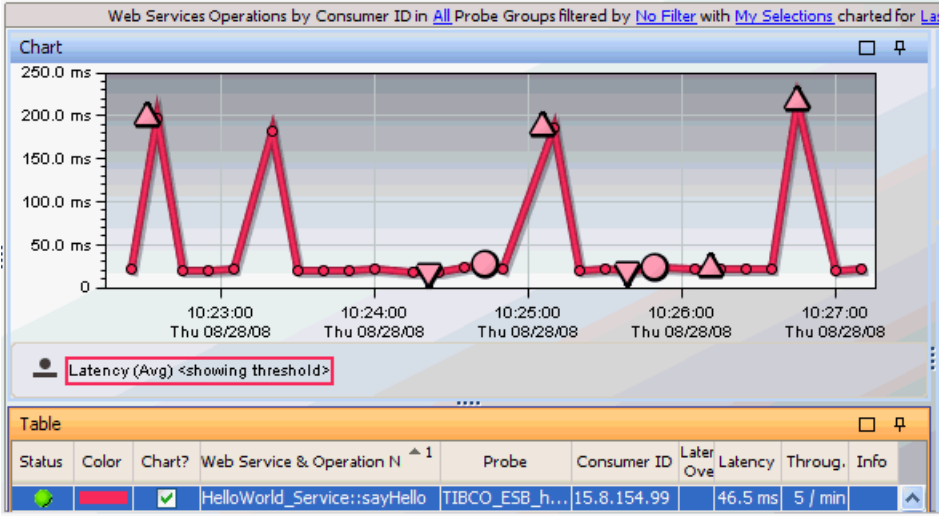 Web Services Operations by Consumer ID in All Probe Groups filtered by No Filter with My Selections charted for Las
Chart
250.0 ms
200.0 ms
150.0 ms
100.0 ms
50.0 ms
0
10:23:00 10:24:00 10:25:00 10:26:00 10:27:00
Thu 08/28/08 Thu 08/28/08 Thu 08/28/08 Thu 08/28/08 Thu 08/28/08
Latency (Avg) <showing threshold>
Table
Status Color Chart? Web Service & Operation N 1 Probe Consumer ID Later Ove Latency Throug. Info
HelloWorld_Service::sayHello TIBCO_ESB_h... 15.8.154.99 46.5 ms 5 / min